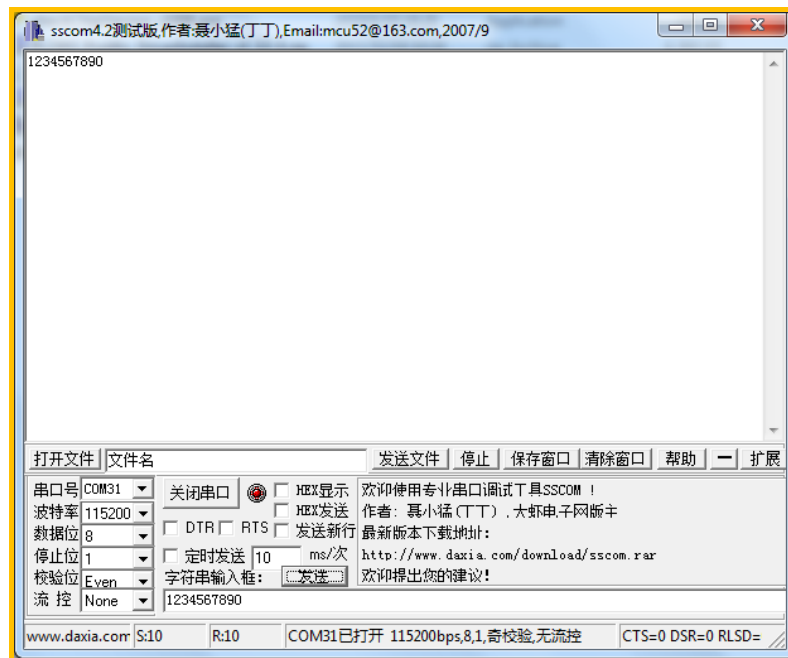 sscom4.2测试版,作者:聂小猛(丁丁),Email:mcu52@163.com,2007/9
1234567890
打开文件 文件名 发送文件 停止 保存窗口 清除窗口 帮助 一 扩展
串口号 COM31 关闭串口 HEX显示
波特率 115200 HEX发送
数据位 8 DTR RTS 发送新行
停止位 1 定时发送 10 ms/次
校验位 Even 字符串输入框: 发送
流 控 None 1234567890
欢迎使用专业串口调试工具SSCOM !
作者: 聂小猛(丁丁) ,大虾电子网版主
最新版本下载地址:
http://www.daxia.com/download/sscom.rar
欢迎提出您的建议!
www.daxia.com S:10 R:10 COM31已打开 115200bps,8,1,奇校验,无流控 CTS=0 DSR=0 RLSD=